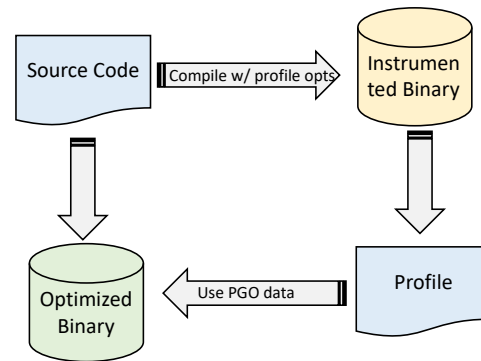 Source Code
Compile w/ profile opts
Instrumen
ted Binary
Optimized
Binary
Use PGO data
Profile